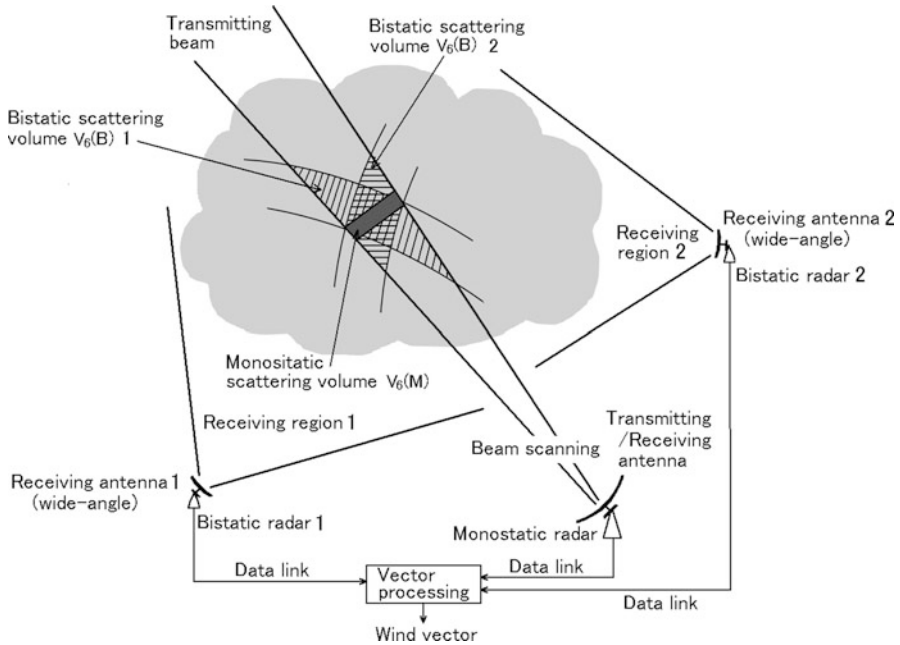 Transmitting
beam
Bistatic scattering
volume V₆(B) 2
Bistatic scattering
volume V₆(B) 1
Receiving
region 2
Receiving antenna 2
(wide-angle)
Bistatic radar 2
Monositatic
scattering volume V₆(M)
Receiving region 1
Transmitting
/Receiving
antenna
Beam scanning
Receiving antenna 1
(wide-angle)
Bistatic radar 1
Monostatic radar
Data link
Vector
processing
Data link
Data link
Wind vector